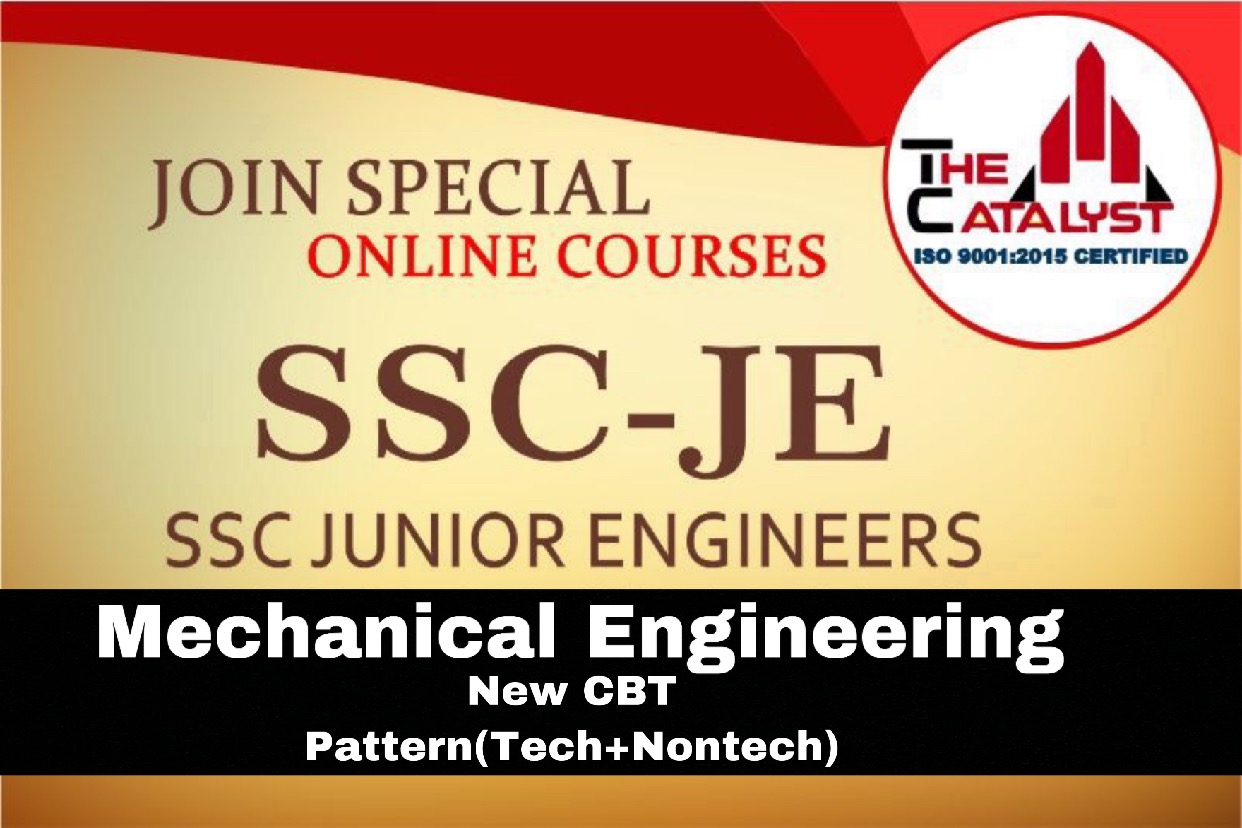 JOIN SPECIAL
ONLINE COURSES
THE
CATALYST
ISO 9001:2015 CERTIFIED
SSC-JE
SSC JUNIOR ENGINEERS
Mechanical Engineering
New CBT
Pattern(Tech+Nontech)